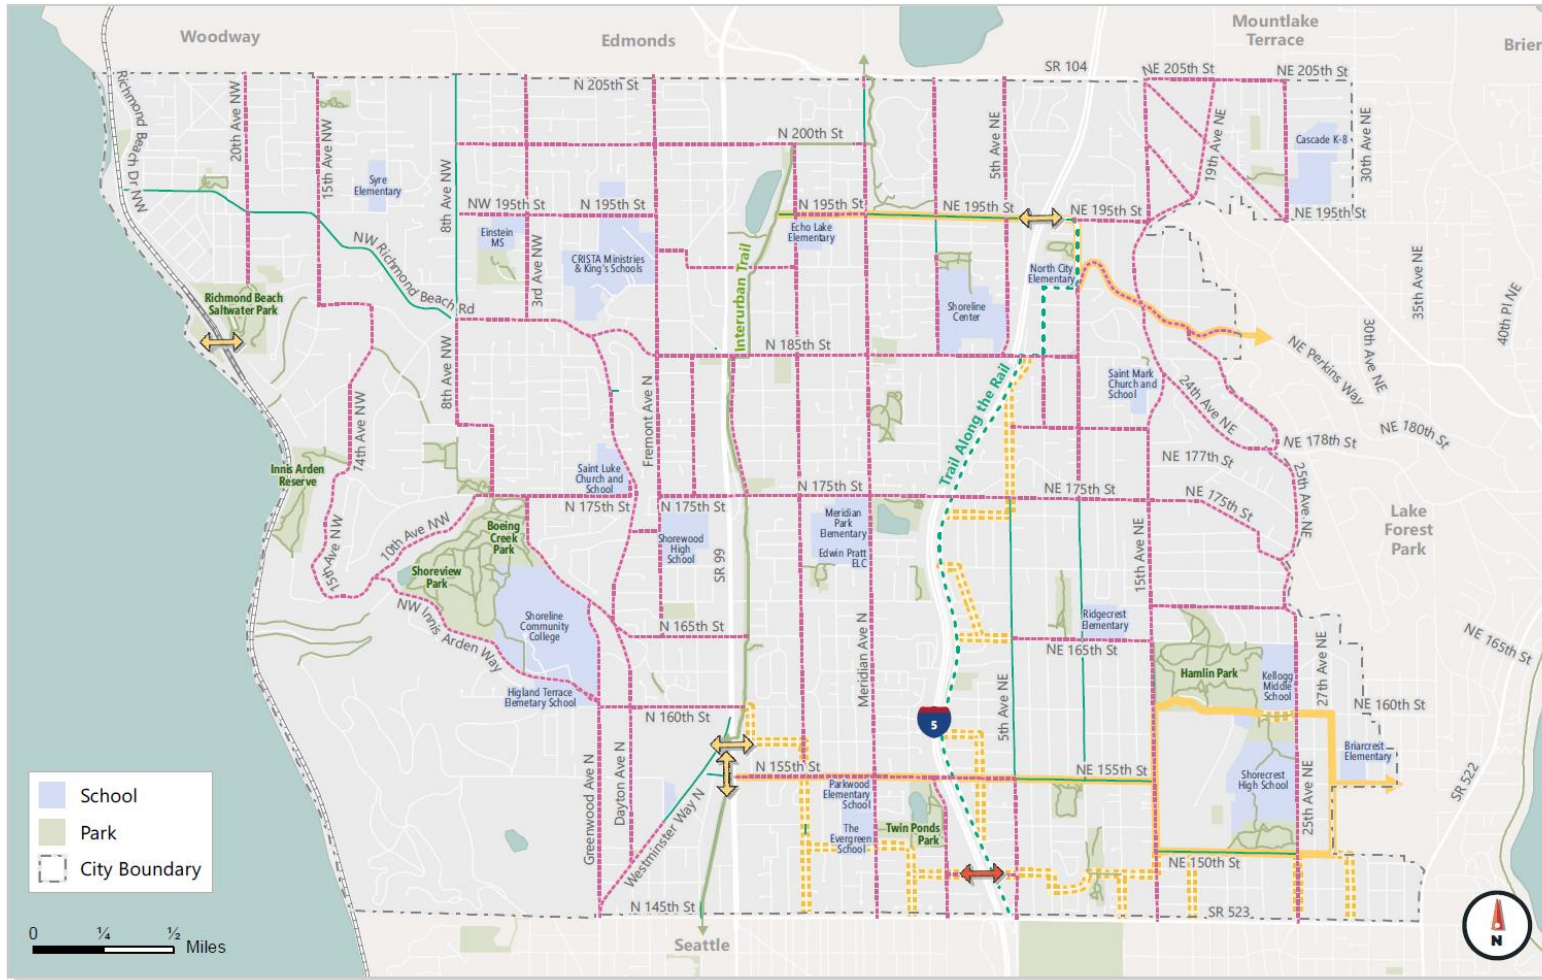 Woodway
Edmonds
Mountlake
Terrace
Brier
SR 104
NE 205th St
NE 205th St
N 205th St
Richmond Beach Dr NW
20th Ave NW
15th Ave NW
8th Ave NW
5th Ave NE
19th Ave NE
30th Ave NE
Cascade K-8
N 200th St
Syre
Elementary
NW 195th St
N 195th St
N 195th St
NE 195th St
NE 195th St
NE 195th St
Einstein
MS
3rd Ave NW
CRISTA Ministries
& King's Schools
Echo Lake
Elementary
North City
Elementary
NW Richmond Beach Rd
Interurban Trail
35th Ave NE
40th Pl NE
Richmond Beach
Saltwater Park
Shoreline
Center
30th Ave NE
NE Perkins Way
N 185th St
8th Ave NW
Fremont Ave N
Trail Along the Rail
Saint Mark
Church and
School
24th Ave NE
14th Ave NW
NE 180th St
NE 178th St
NE 177th St
Innis Arden
Reserve
Saint Luke
Church and
School
N 175th St
N 175th St
N 175th St
NE 175th St
NE 175th St
25th Ave NE
15th Ave NW
10th Ave NW
Boeing
Creek
Park
Shoreview
Park
Shorewood
High
School
SR 99
Meridian
Park
Elementary
Edwin Pratt
ELC
15th Ave NE
Lake
Forest
Park
NW Innis Arden Way
Shoreline
Community
College
N 165th St
Meridian Ave N
Ridgecrest
Elementary
NE 165th St
NE 165th St
Higland Terrace
Elemetary School
5th Ave NE
Hamlin Park
Kellogg
Middle
School
27th Ave NE
NE 160th St
N 160th St
5
Briarcrest
Elementary
Greenwood Ave N
Dayton Ave N
Westminster Way N
N 155th St
NE 155th St
Parkwood
Elementary
School
The
Evergreen
School
Twin Ponds
Park
Shorecrest
High School
25th Ave NE
SR 522
NE 150th St
N 145th St
SR 523
Seattle
School
Park
City Boundary
0
¼
½
Miles
N